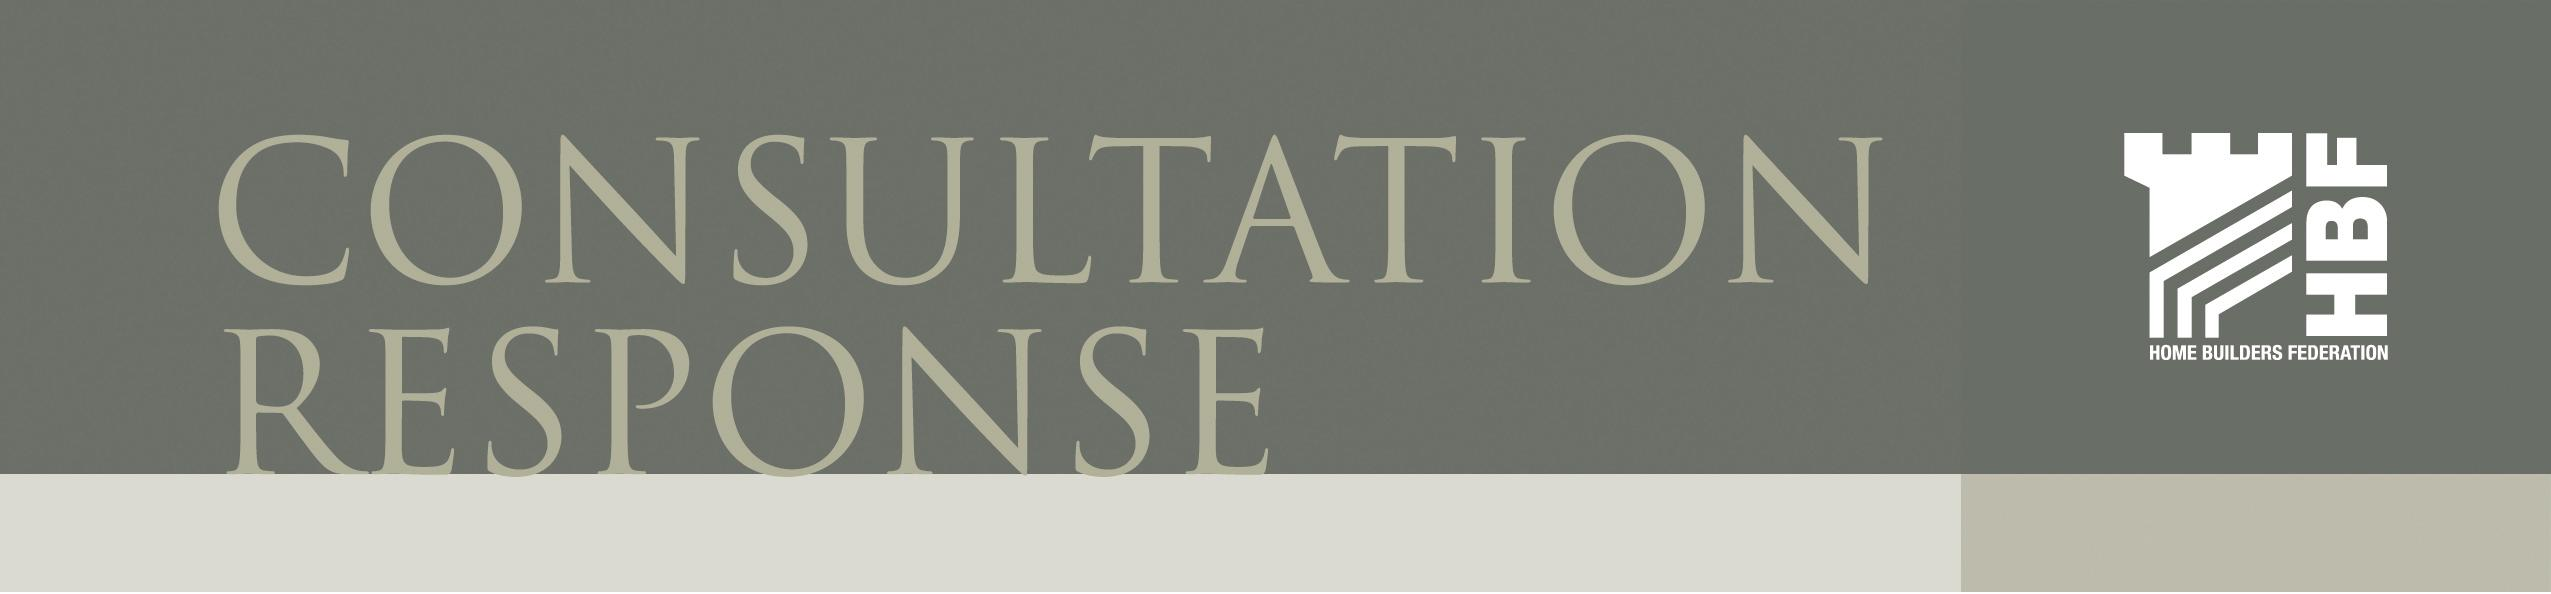 CONSULTATION
RESPONSE
HBF
HOME BUILDERS FEDERATION